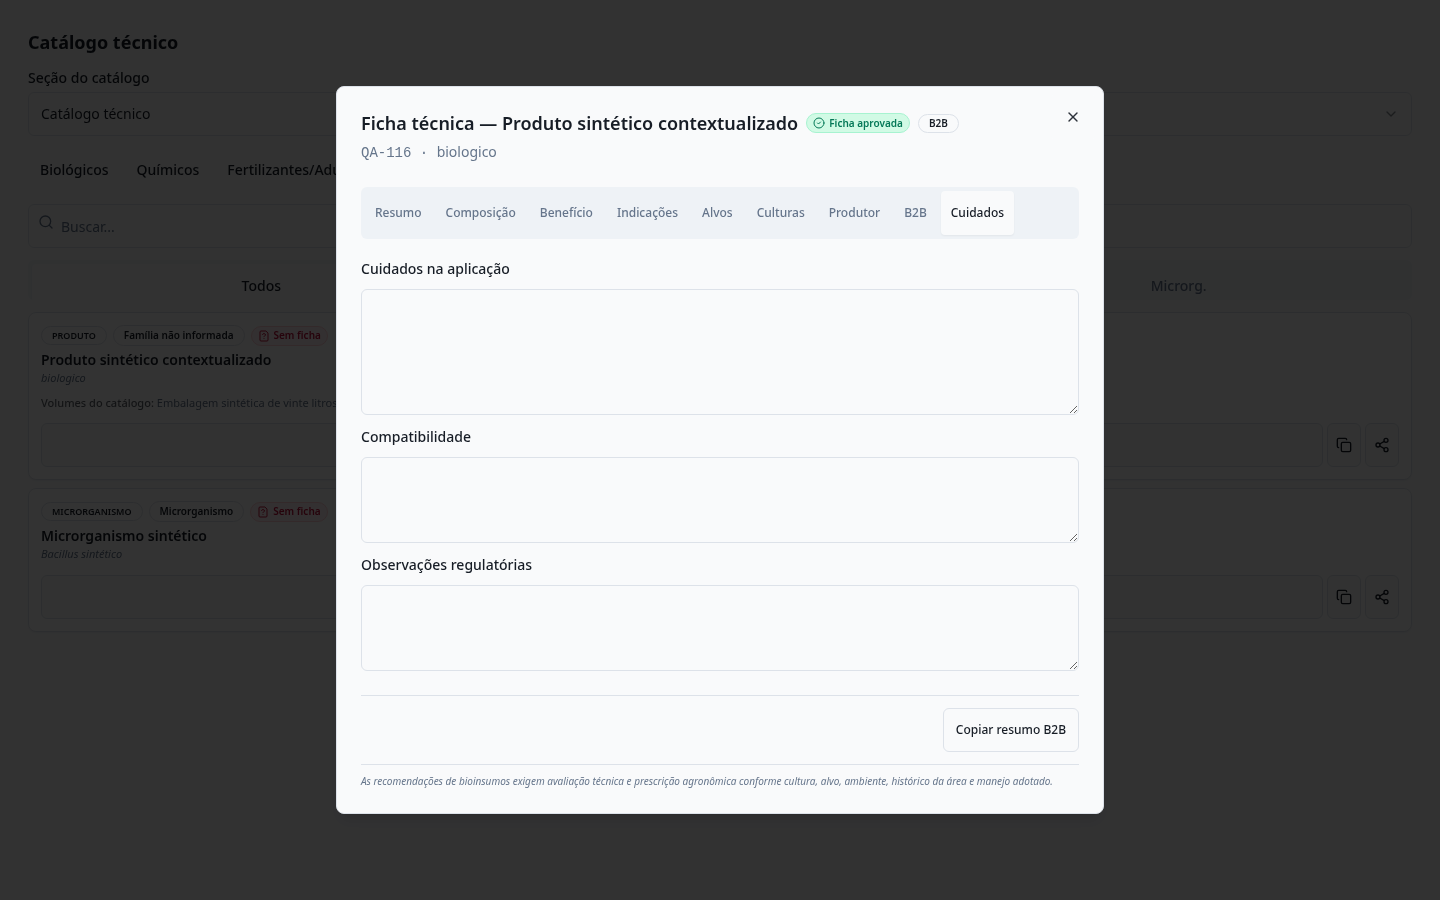 Catálogo técnico
Seção do catálogo
Catálogo técnico
Biológicos Químicos Fertilizantes/Adu
Buscar...
Todos Microrg.
PRODUTO Família não informada Sem ficha
Produto sintético contextualizado
biologico
Volumes do catálogo: Embalagem sintética de vinte litros
MICRORGANISMO Microrganismo Sem ficha
Microrganismo sintético
Bacillus sintético
Ficha técnica — Produto sintético contextualizado Ficha aprovada B2B
QA-116 · biologico
Resumo Composição Benefício Indicações Alvos Culturas Produtor B2B Cuidados
Cuidados na aplicação
Compatibilidade
Observações regulatórias
Copiar resumo B2B
As recomendações de bioinsumos exigem avaliação técnica e prescrição agronômica conforme cultura, alvo, ambiente, histórico da área e manejo adotado.